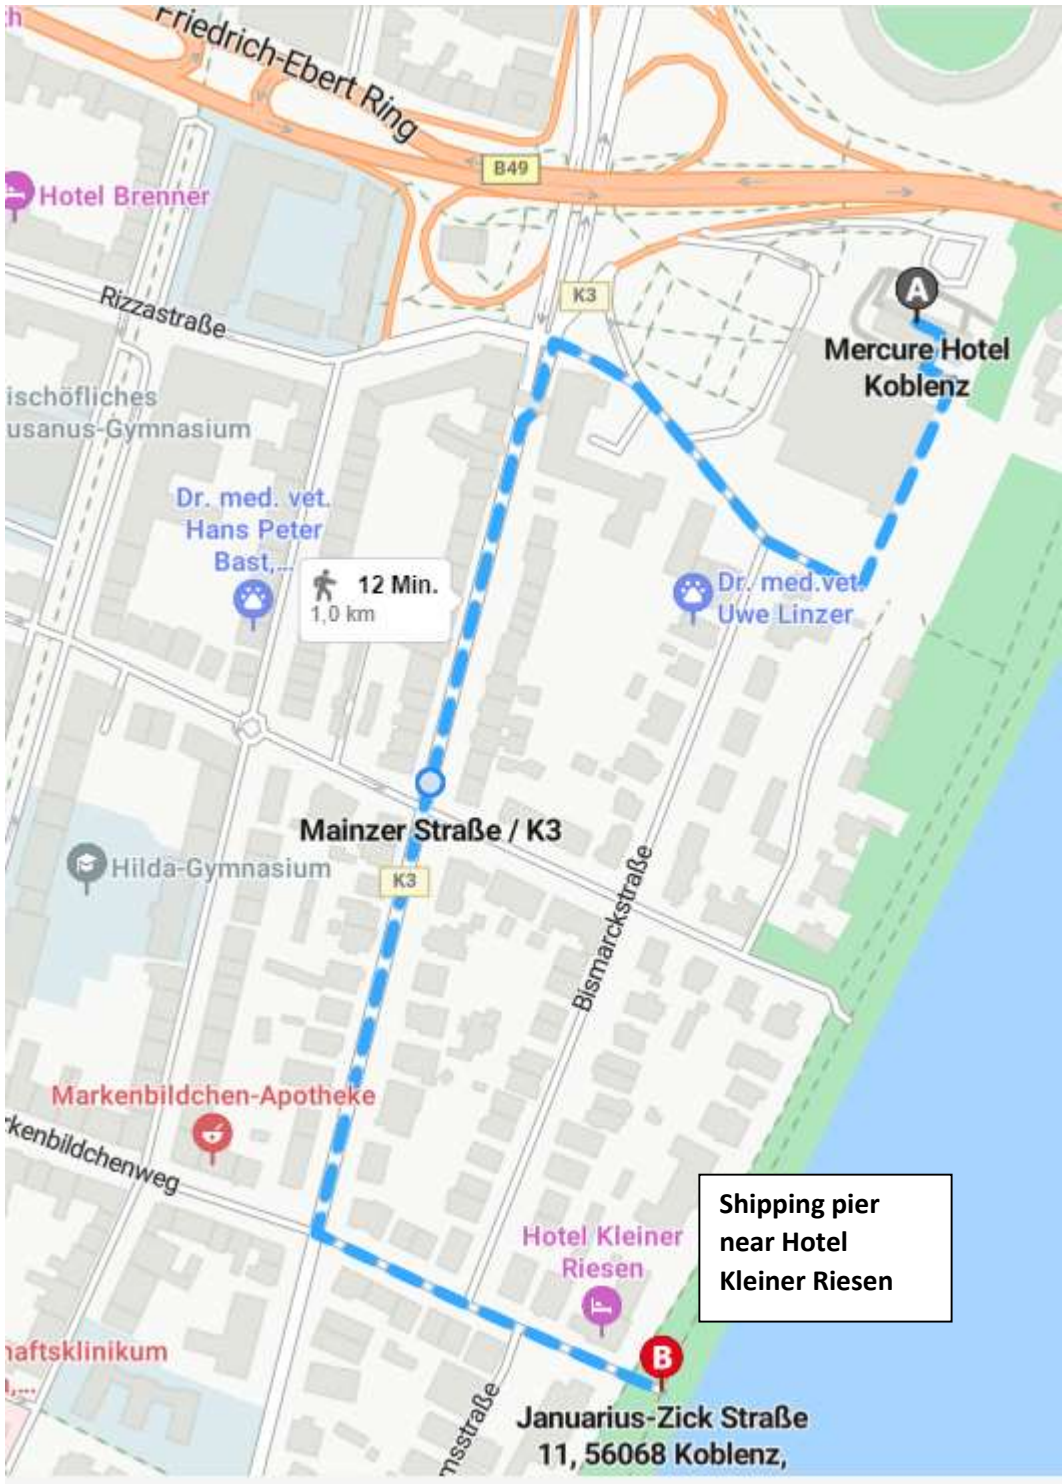 h
Friedrich-Ebert Ring
B49
Hotel Brenner
K3
Rizzastraße
Mercure Hotel
Koblenz
A
ischöfliches
usanus-Gymnasium
Dr. med. vet.
Hans Peter
Bast,...
12 Min.
1,0 km
Dr. med.vet.
Uwe Linzer
Mainzer Straße / K3
Hilda-Gymnasium
K3
Bismarckstraße
Markenbildchen-Apotheke
rkenbildchenweg
Shipping pier
near Hotel
Kleiner Riesen
Hotel Kleiner
Riesen
haftsklinikum
,...
B
Januarius-Zick Straße
11, 56068 Koblenz,
msstraße